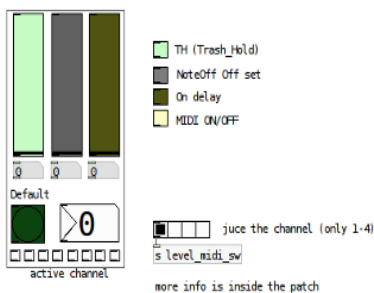 TH (Trash_Hold)
NoteOff Off set
On delay
MIDI ON/OFF
0 0 0
Default
0
active channel
juce the channel (only 1-4)
s level_midi_sw
more info is inside the patch